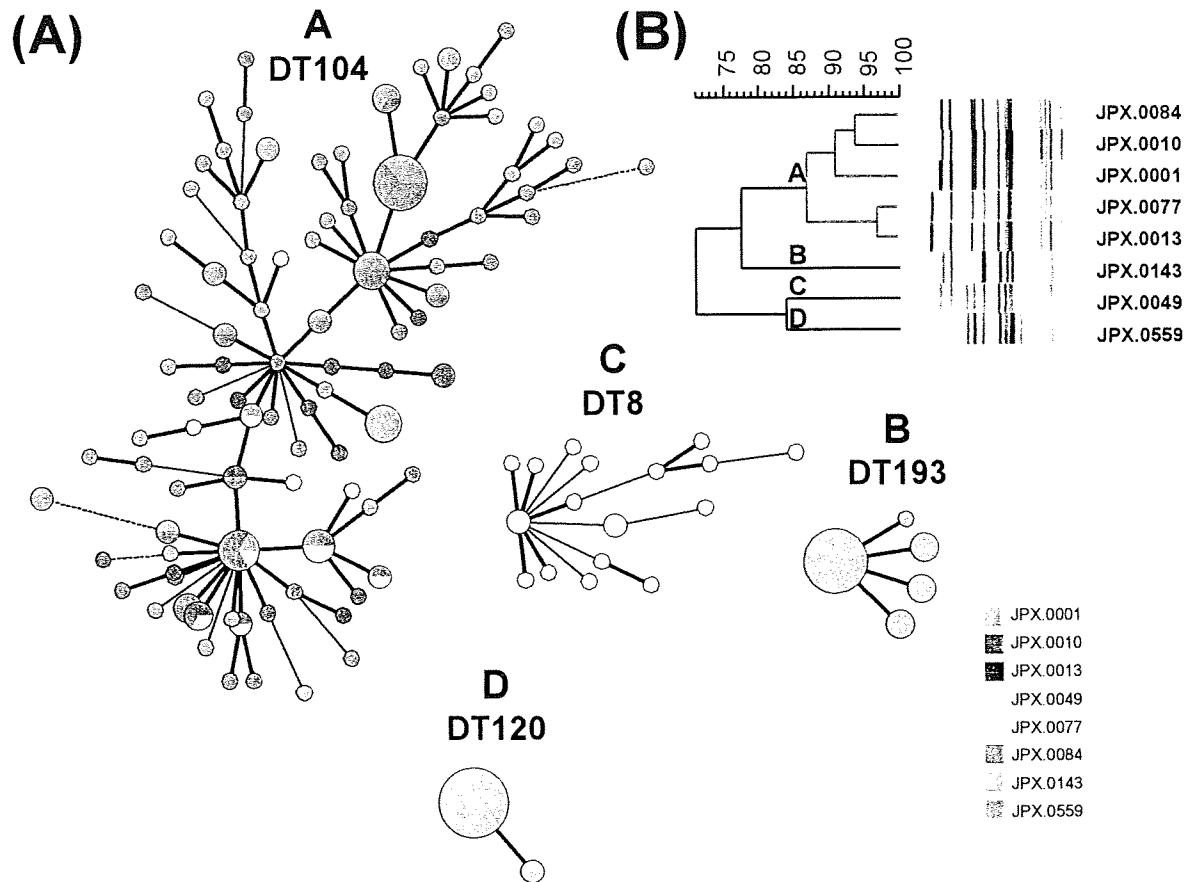 (A)
A
DT104
(B)
75 80 85 90 95 100
JPX.0084
JPX.0010
JPX.0001
JPX.0077
JPX.0013
JPX.0143
JPX.0049
JPX.0559
A
B
C
D
C
DT8
B
DT193
D
DT120
JPX.0001
JPX.0010
JPX.0013
JPX.0049
JPX.0077
JPX.0084
JPX.0143
JPX.0559